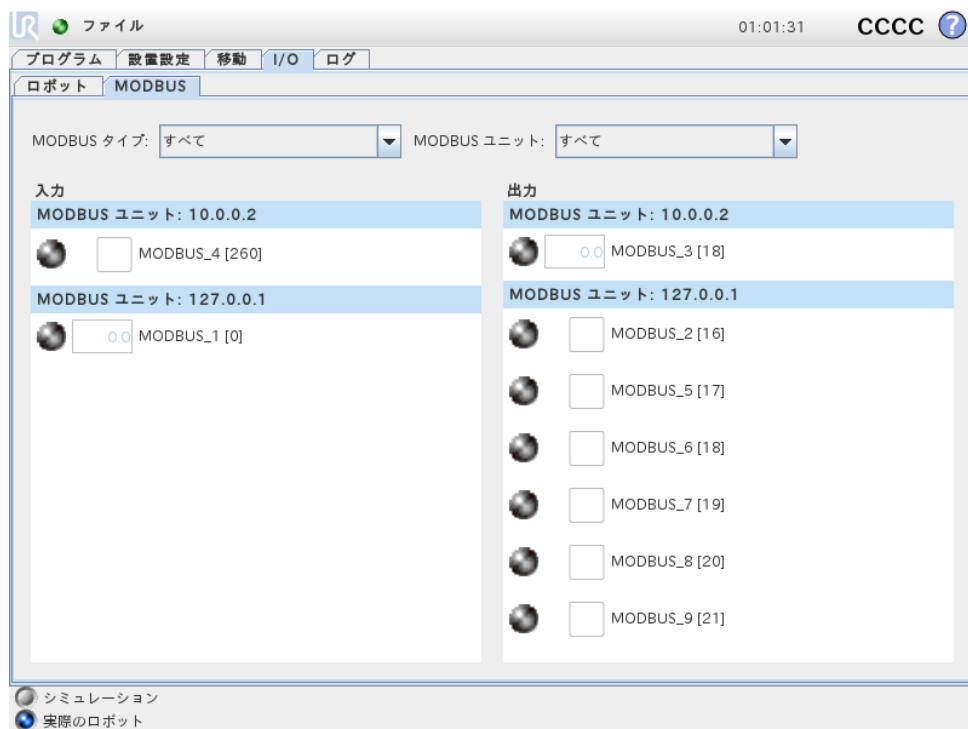 UR ファイル 01:01:31 CCCC ?
プログラム 設置設定 移動 I/O ログ
ロボット MODBUS
MODBUS タイプ: すべて MODBUS ユニット: すべて
入力
MODBUS ユニット: 10.0.0.2
MODBUS_4 [260]
MODBUS ユニット: 127.0.0.1
0.0 MODBUS_1 [0]
出力
MODBUS ユニット: 10.0.0.2
0.0 MODBUS_3 [18]
MODBUS ユニット: 127.0.0.1
MODBUS_2 [16]
MODBUS_5 [17]
MODBUS_6 [18]
MODBUS_7 [19]
MODBUS_8 [20]
MODBUS_9 [21]
シミュレーション
実際のロボット